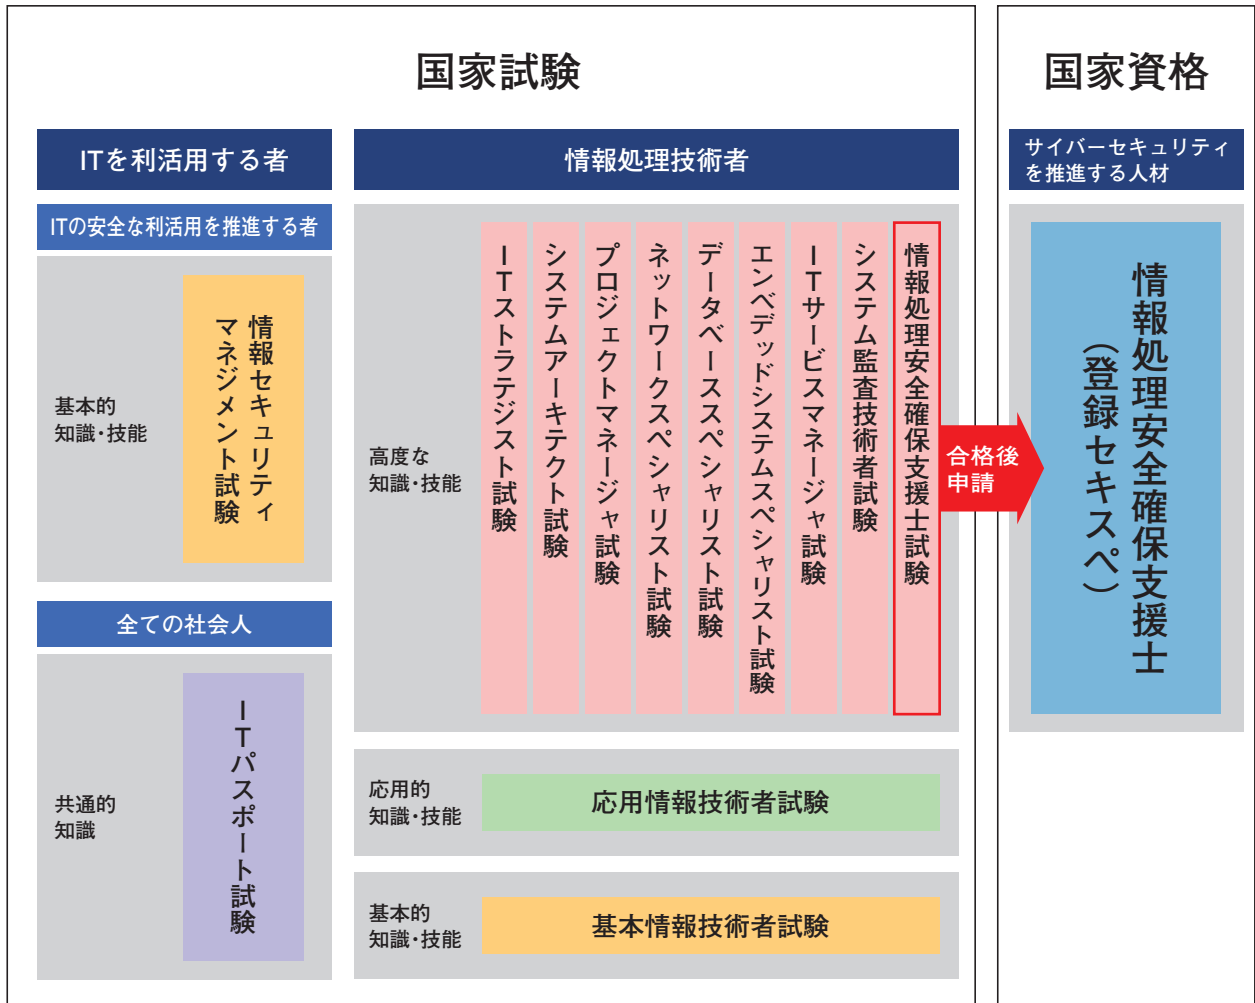 国家試験
ITを利活用する者
ITの安全な利活用を推進する者
基本的
知識・技能
情報セキュリティ
マネジメント試験
全ての社会人
共通的
知識
ITパスポート試験
情報処理技術者
高度な
知識・技能
ITストラテジスト試験
システムアーキテクト試験
プロジェクトマネージャ試験
ネットワークスペシャリスト試験
データベーススペシャリスト試験
エンベデッドシステムスペシャリスト試験
ITサービスマネージャ試験
システム監査技術者試験
情報処理安全確保支援士試験
合格後
申請
応用的
知識・技能
応用情報技術者試験
基本的
知識・技能
基本情報技術者試験
国家資格
サイバーセキュリティ
を推進する人材
情報処理安全確保支援士
（登録セキスペ）